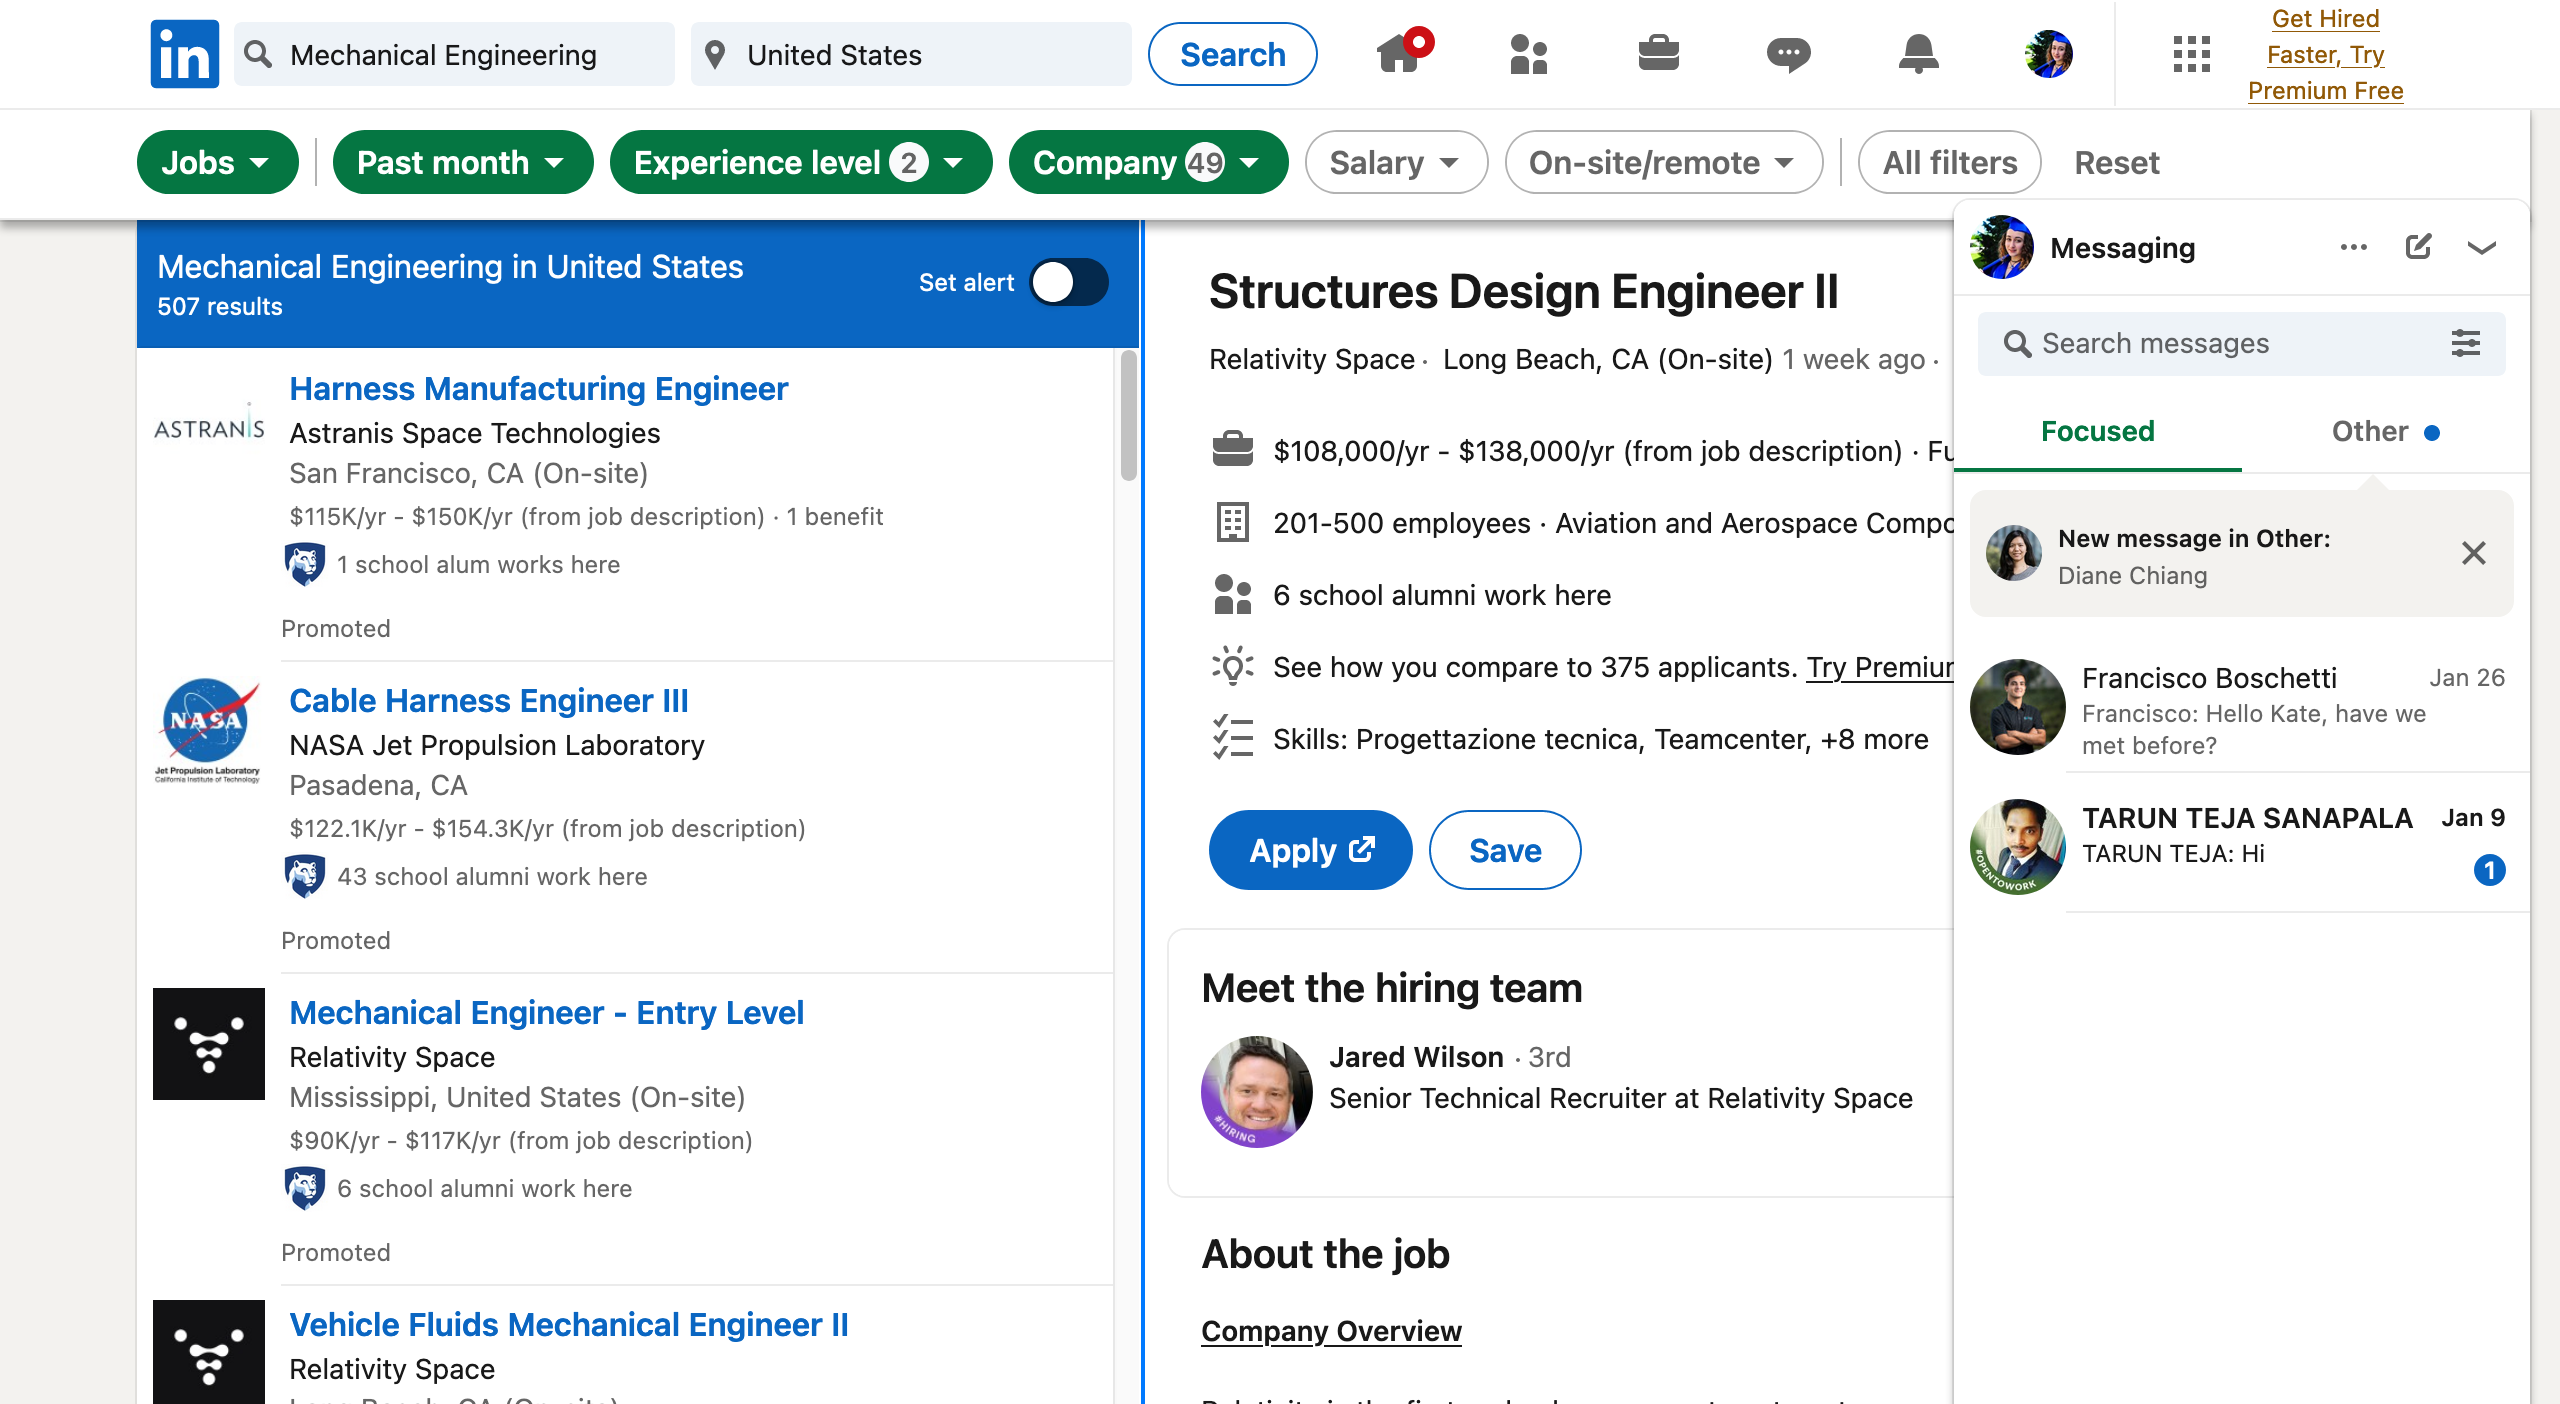 in
Mechanical Engineering
United States
Search
Get Hired
Faster, Try
Premium Free
Jobs
Past month
Experience level 2
Company 49
Salary
On-site/remote
All filters
Reset
Mechanical Engineering in United States
507 results
Set alert
ASTRANIS
Harness Manufacturing Engineer
Astranis Space Technologies
San Francisco, CA (On-site)
$115K/yr - $150K/yr (from job description) · 1 benefit
1 school alum works here
Promoted
NASA
Jet Propulsion Laboratory
California Institute of Technology
Cable Harness Engineer III
NASA Jet Propulsion Laboratory
Pasadena, CA
$122.1K/yr - $154.3K/yr (from job description)
43 school alumni work here
Promoted
Mechanical Engineer - Entry Level
Relativity Space
Mississippi, United States (On-site)
$90K/yr - $117K/yr (from job description)
6 school alumni work here
Promoted
Vehicle Fluids Mechanical Engineer II
Relativity Space
Structures Design Engineer II
Relativity Space · Long Beach, CA (On-site) 1 week ago ·
$108,000/yr - $138,000/yr (from job description) · Fu
201-500 employees · Aviation and Aerospace Compo
6 school alumni work here
See how you compare to 375 applicants. Try Premium
Skills: Progettazione tecnica, Teamcenter, +8 more
Apply
Save
Meet the hiring team
#HIRING
Jared Wilson · 3rd
Senior Technical Recruiter at Relativity Space
About the job
Company Overview
Messaging
Search messages
Focused
Other
New message in Other:
Diane Chiang
Francisco Boschetti
Jan 26
Francisco: Hello Kate, have we
met before?
#OPENTOWORK
TARUN TEJA SANAPALA
Jan 9
TARUN TEJA: Hi
1